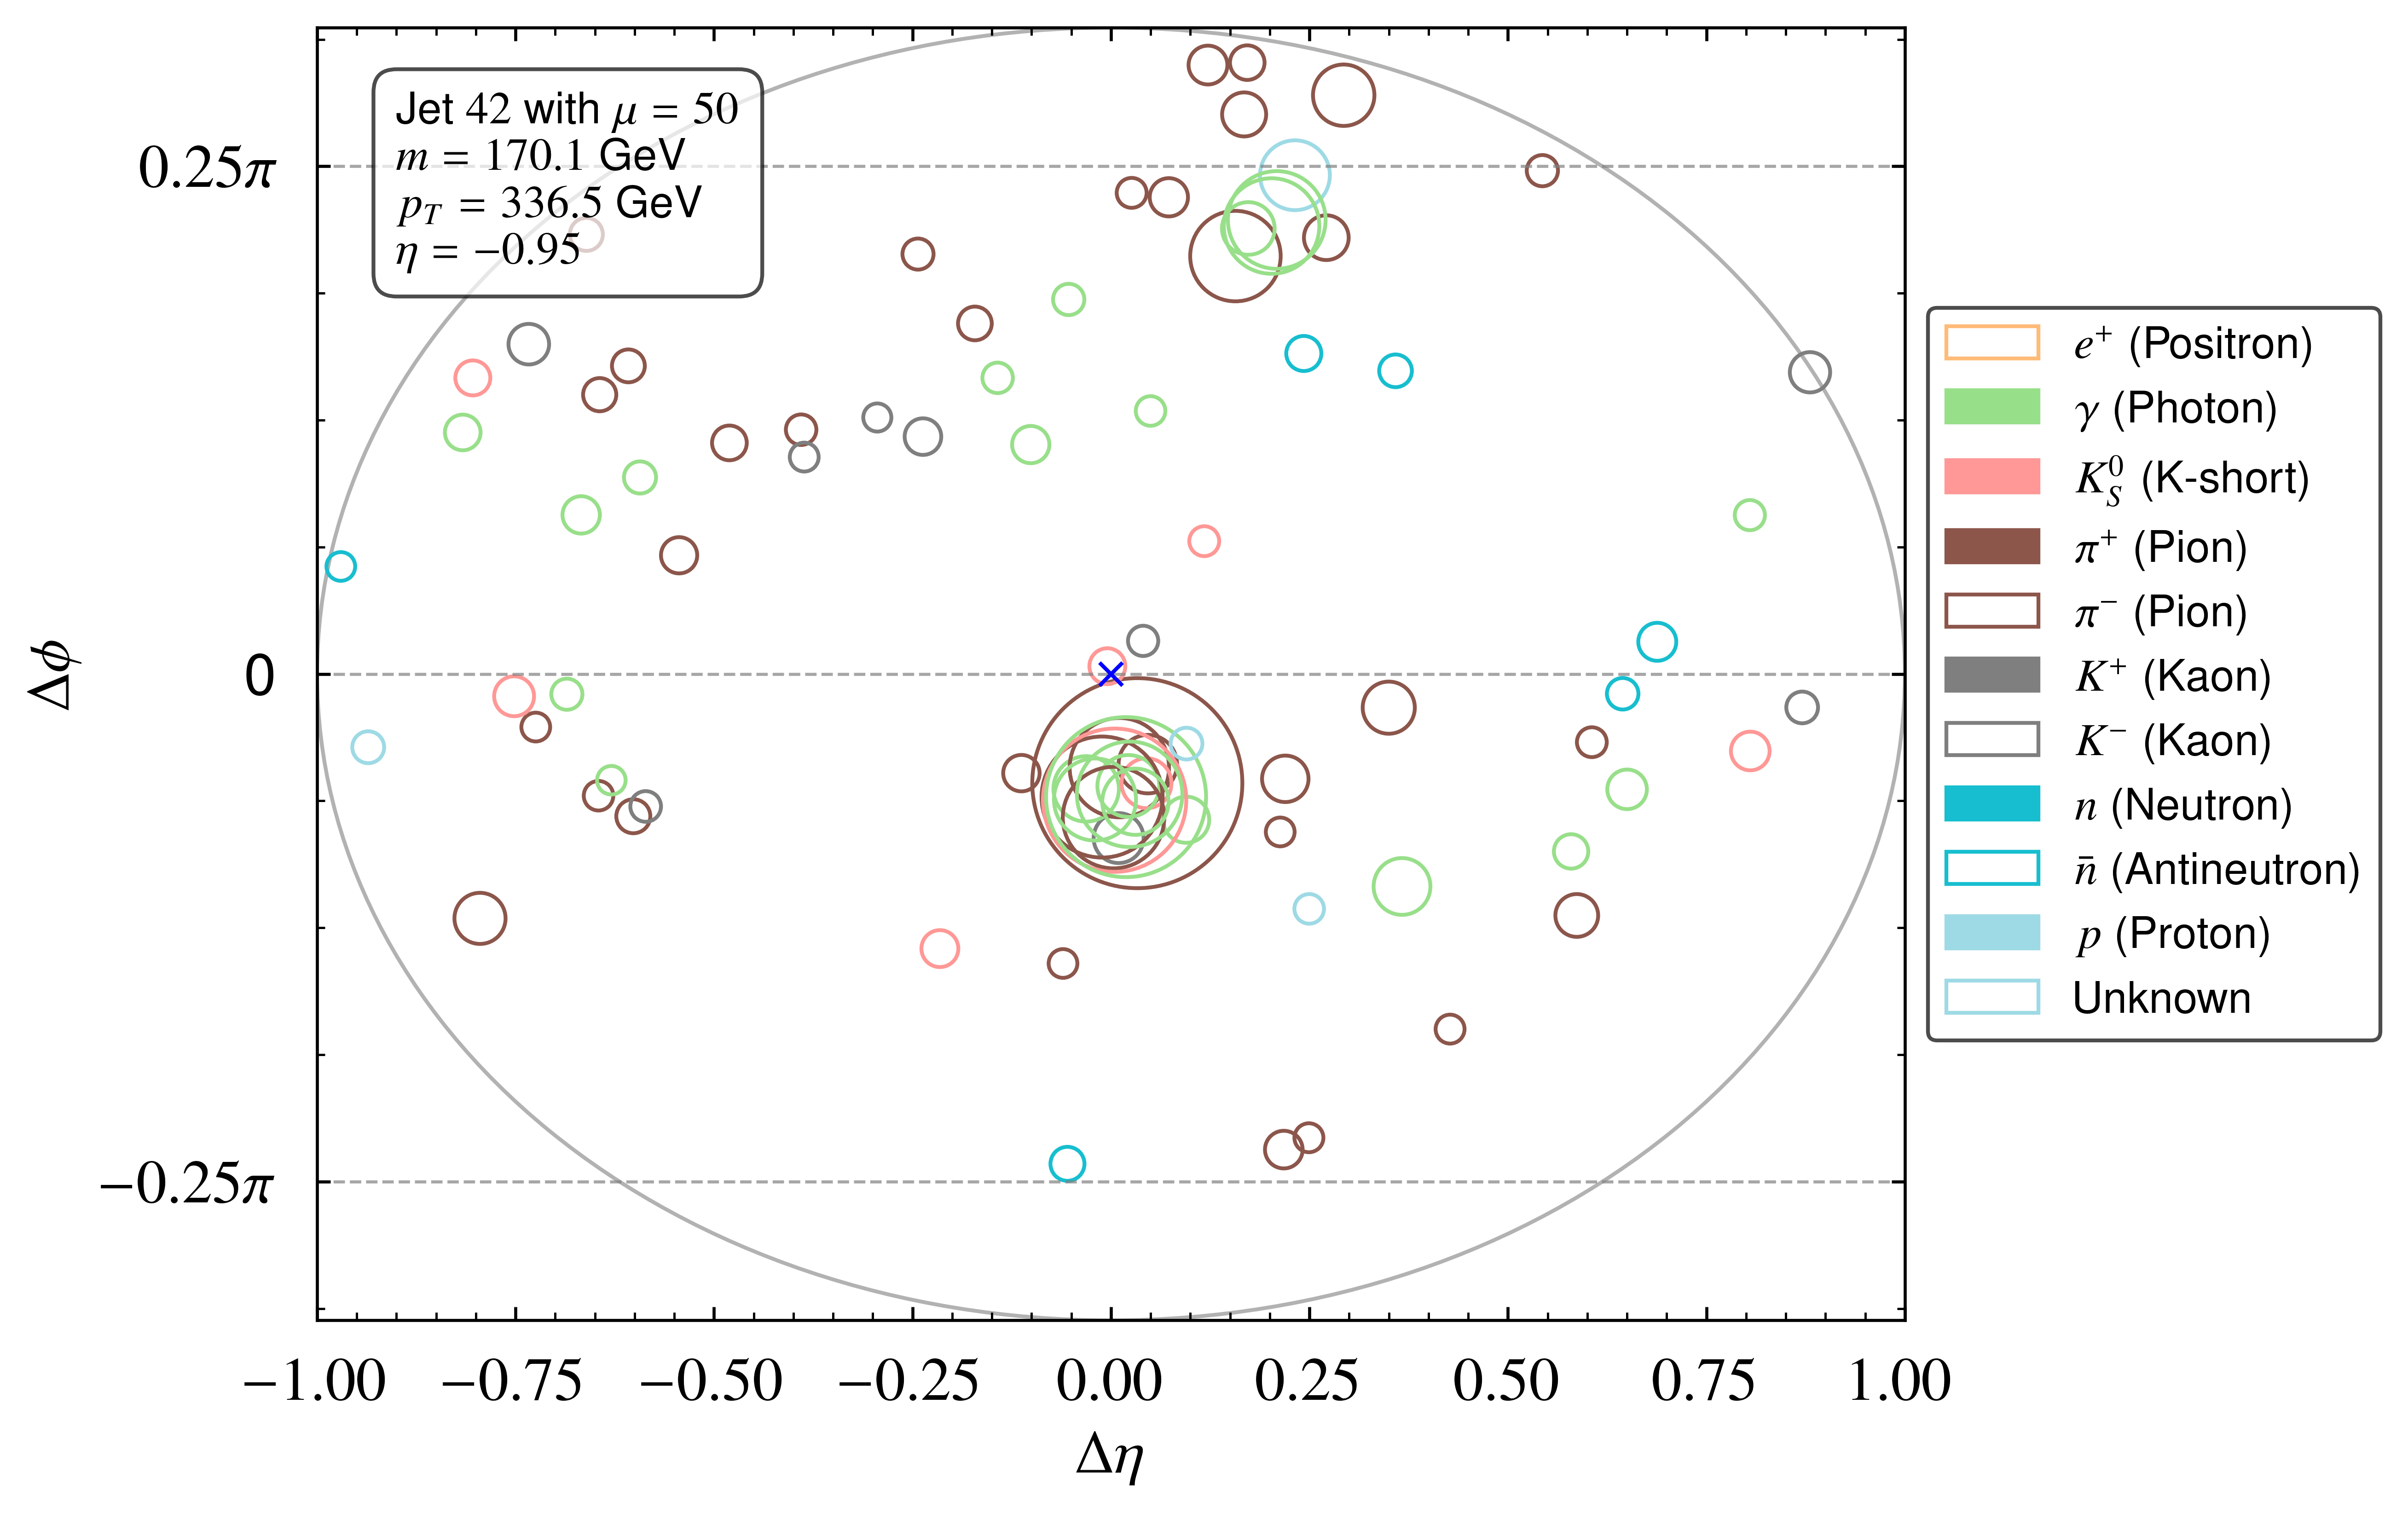 Jet 42 with μ = 50
m = 170.1 GeV
p_T = 336.5 GeV
η = −0.95
0.25π
0
−0.25π
Δϕ
−1.00 −0.75 −0.50 −0.25 0.00 0.25 0.50 0.75 1.00
Δη
e⁺ (Positron)
γ (Photon)
K⁰_S (K-short)
π⁺ (Pion)
π⁻ (Pion)
K⁺ (Kaon)
K⁻ (Kaon)
n (Neutron)
n̄ (Antineutron)
p (Proton)
Unknown